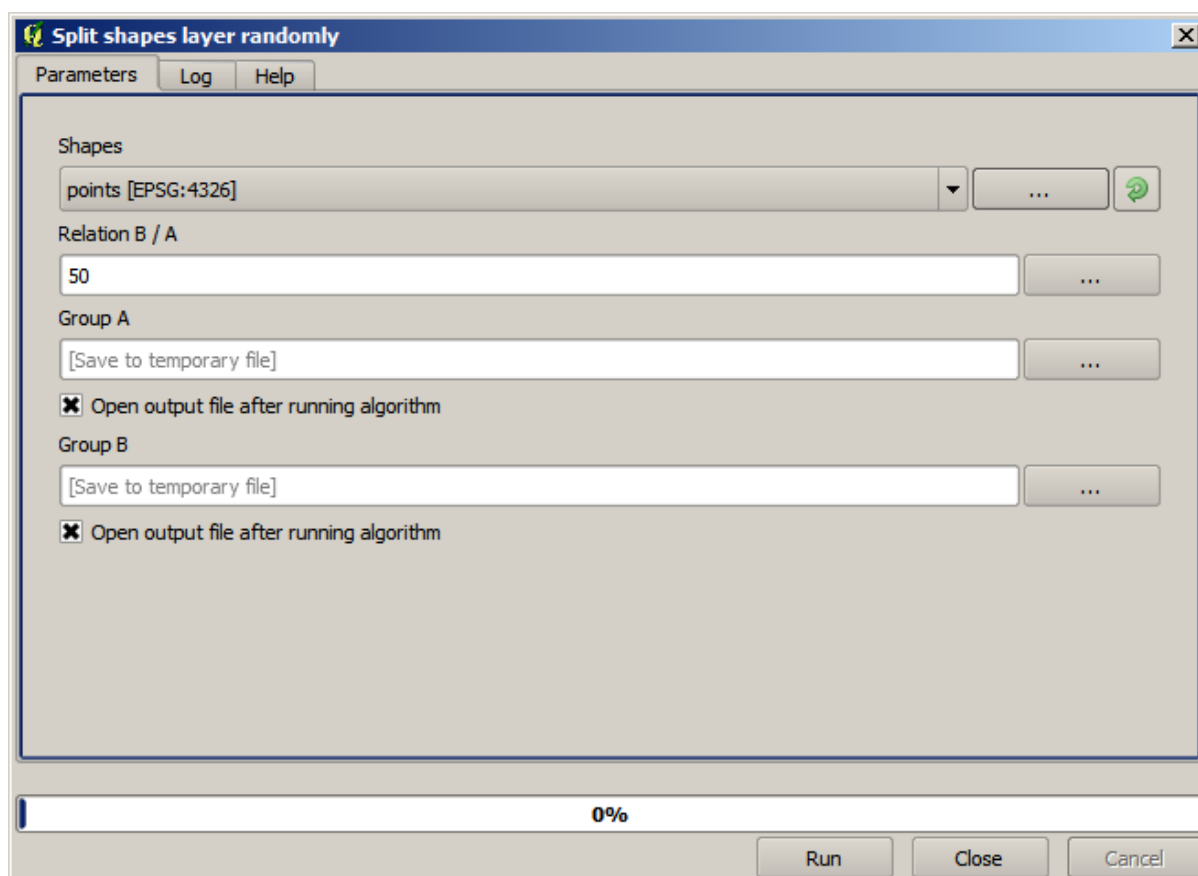 Split shapes layer randomly
Parameters Log Help
Shapes
points [EPSG:4326] ...
Relation B / A
50 ...
Group A
[Save to temporary file] ...
Open output file after running algorithm
Group B
[Save to temporary file] ...
Open output file after running algorithm
0%
Run Close Cancel